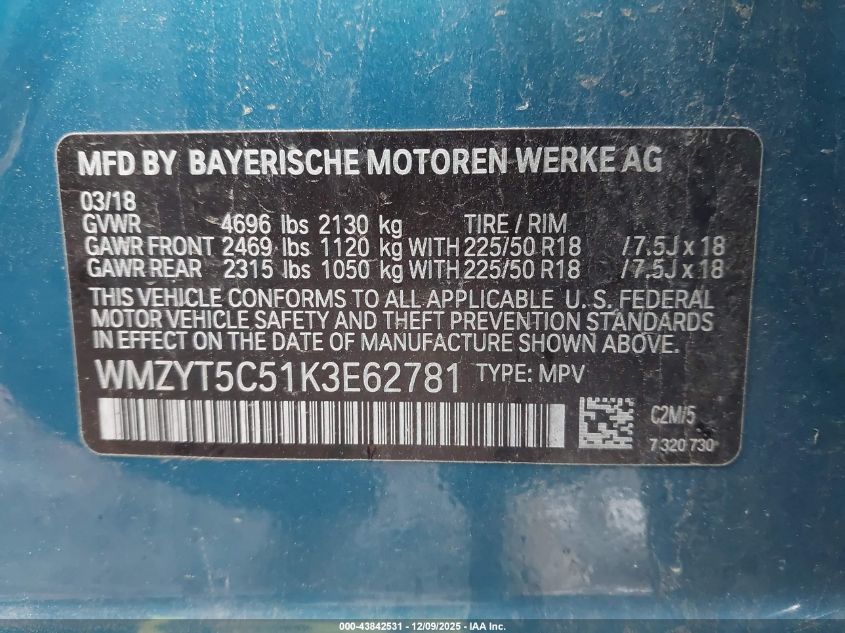 MFD BY BAYERISCHE MOTOREN WERKE AG
03/18
GVWR 4696 lbs 2130 kg TIRE / RIM
GAWR FRONT 2469 lbs 1120 kg WITH 225/50 R18 / 7.5J x 18
GAWR REAR 2315 lbs 1050 kg WITH 225/50 R18 / 7.5J x 18
THIS VEHICLE CONFORMS TO ALL APPLICABLE U. S. FEDERAL
MOTOR VEHICLE SAFETY AND THEFT PREVENTION STANDARDS
IN EFFECT ON THE DATE OF MANUFACTURE SHOWN ABOVE.
WMZYT5C51K3E62781 TYPE: MPV
C2M/5
7 320 730
000-43842531 - 12/09/2025 - IAA Inc.